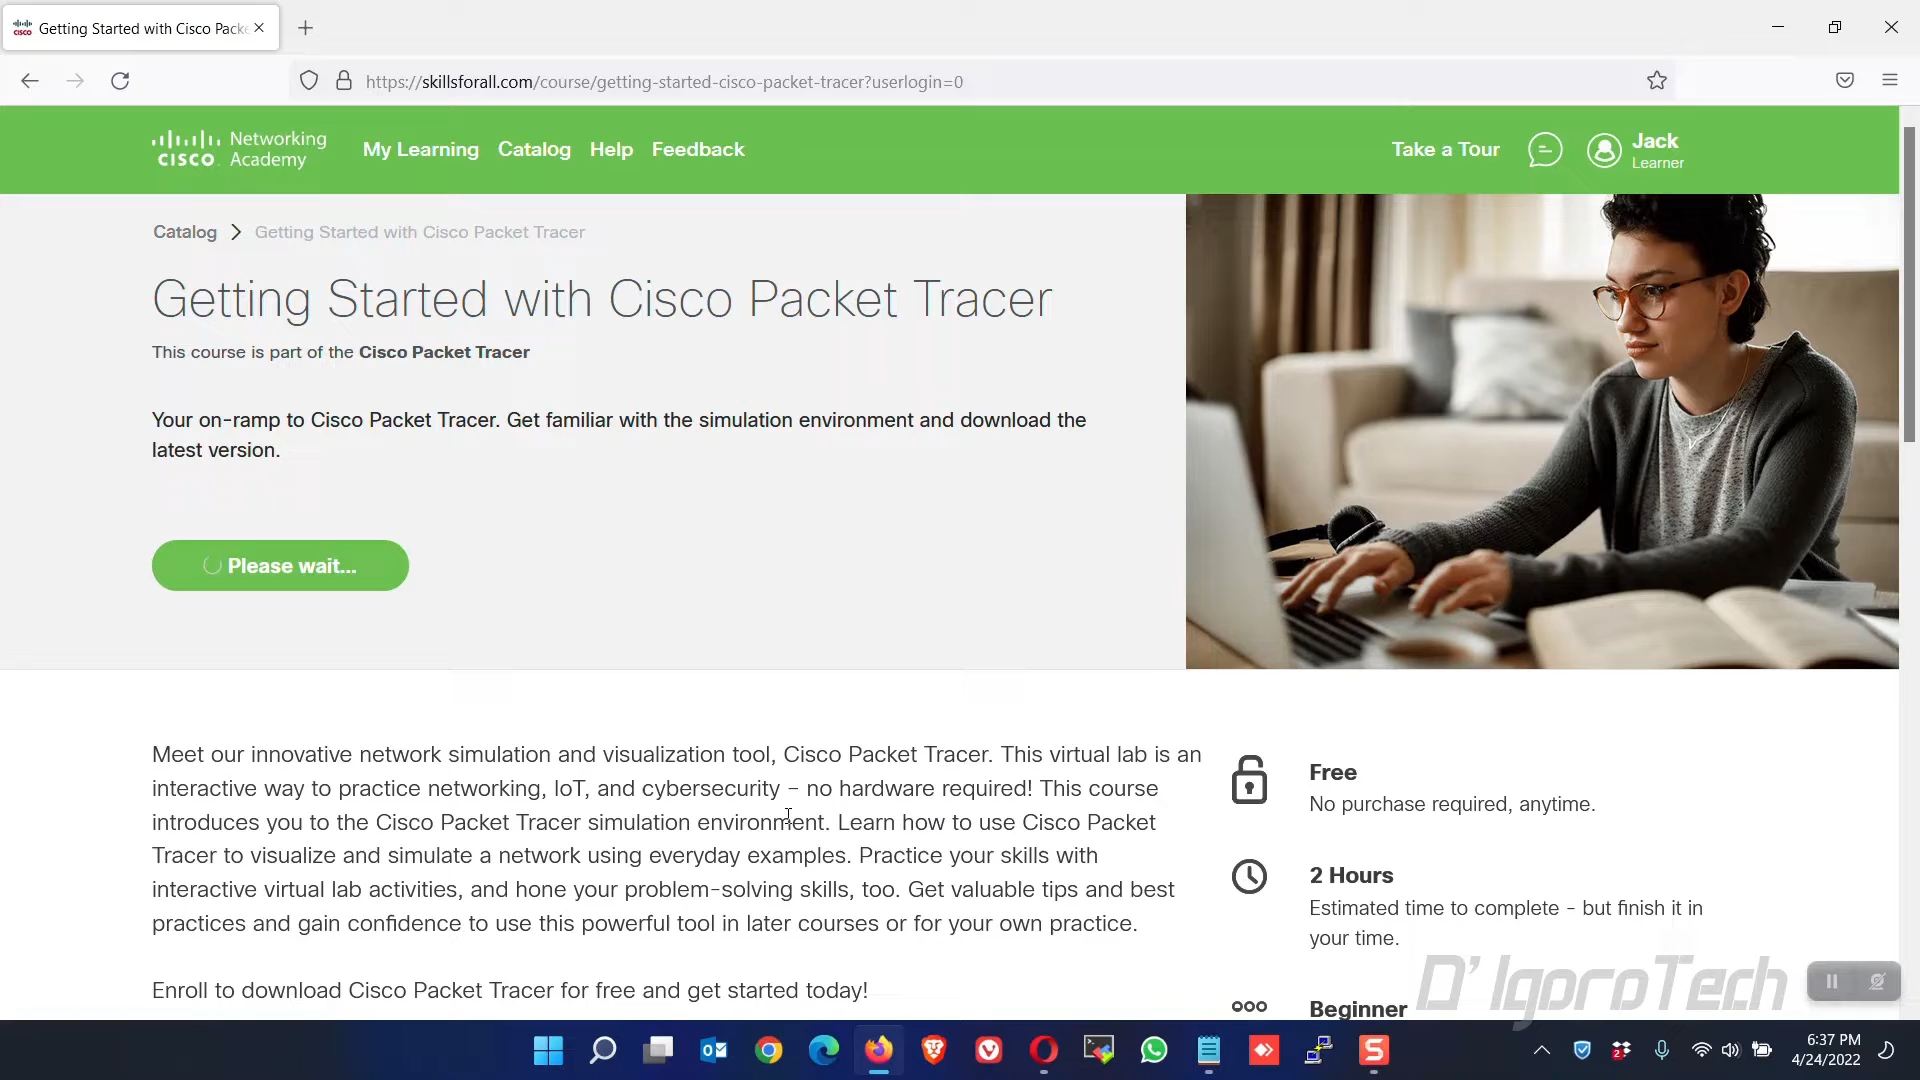 Getting Started with Cisco Packe
https://skillsforall.com/course/getting-started-cisco-packet-tracer?userlogin=0
CISCO Networking Academy
My Learning Catalog Help Feedback
Take a Tour
Jack
Learner
Catalog > Getting Started with Cisco Packet Tracer
Getting Started with Cisco Packet Tracer
This course is part of the Cisco Packet Tracer
Your on-ramp to Cisco Packet Tracer. Get familiar with the simulation environment and download the
latest version.
Please wait...
Meet our innovative network simulation and visualization tool, Cisco Packet Tracer. This virtual lab is an
interactive way to practice networking, IoT, and cybersecurity – no hardware required! This course
introduces you to the Cisco Packet Tracer simulation environment. Learn how to use Cisco Packet
Tracer to visualize and simulate a network using everyday examples. Practice your skills with
interactive virtual lab activities, and hone your problem-solving skills, too. Get valuable tips and best
practices and gain confidence to use this powerful tool in later courses or for your own practice.
Enroll to download Cisco Packet Tracer for free and get started today!
Free
No purchase required, anytime.
2 Hours
Estimated time to complete – but finish it in
your time.
Beginner
D' IgoroTech
6:37 PM
4/24/2022